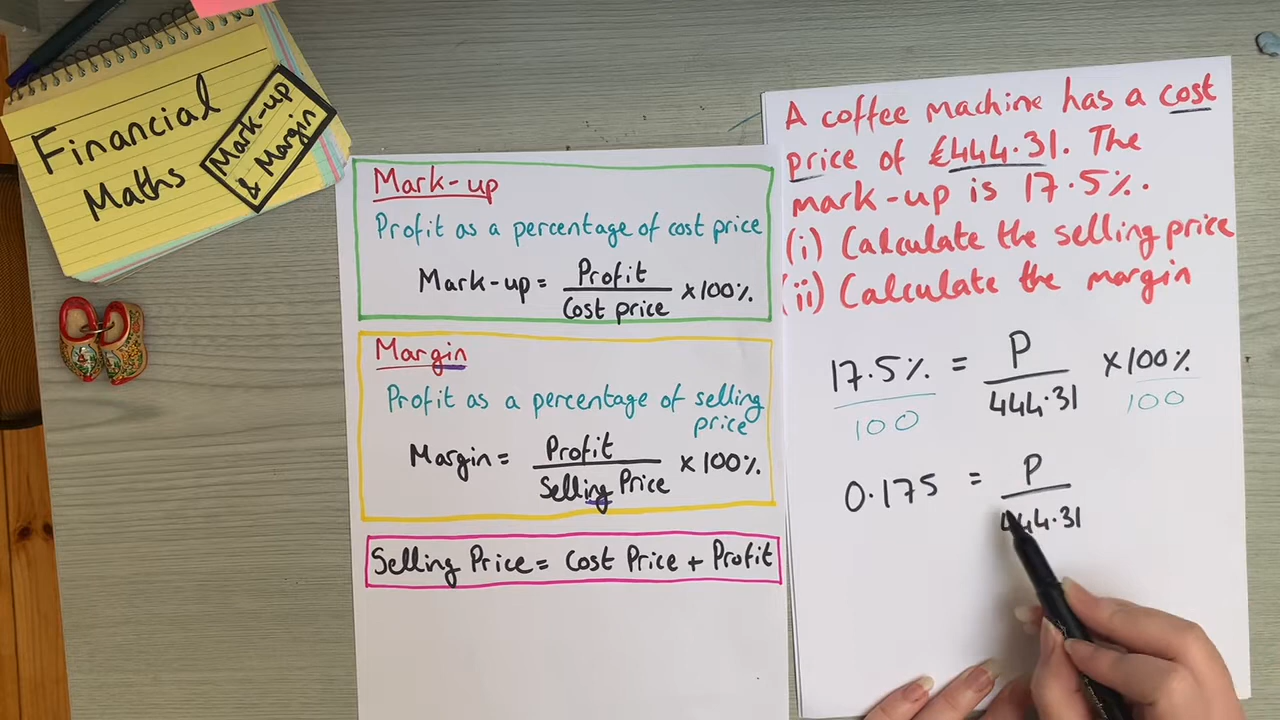 Financial
Maths
Mark-up
& Margin
Mark-up
Profit as a percentage of cost price
Mark-up = Profit / Cost price × 100%
Margin
Profit as a percentage of selling
price
Margin = Profit / Selling Price × 100%
Selling Price = Cost Price + Profit
A coffee machine has a cost
price of £444.31. The
mark-up is 17.5%.
(i) Calculate the selling price
(ii) Calculate the margin
17.5% / 100 = P / 444.31 × 100% / 100
0.175 = P / 444.31